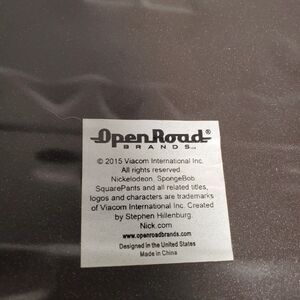 OpenRoad®
BRANDS LLC
© 2015 Viacom International Inc.
All rights reserved.
Nickelodeon, SpongeBob
SquarePants and all related titles,
logos and characters are trademarks
of Viacom International Inc. Created
by Stephen Hillenburg.
Nick.com
www.openroadbrands.com
Designed in the United States
Made in China